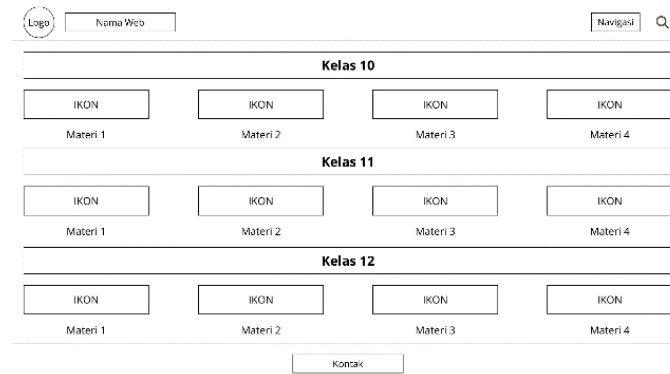 Logo Nama Web Navigasi
Kelas 10
IKON IKON IKON IKON
Materi 1 Materi 2 Materi 3 Materi 4
Kelas 11
IKON IKON IKON IKON
Materi 1 Materi 2 Materi 3 Materi 4
Kelas 12
IKON IKON IKON IKON
Materi 1 Materi 2 Materi 3 Materi 4
Kontak